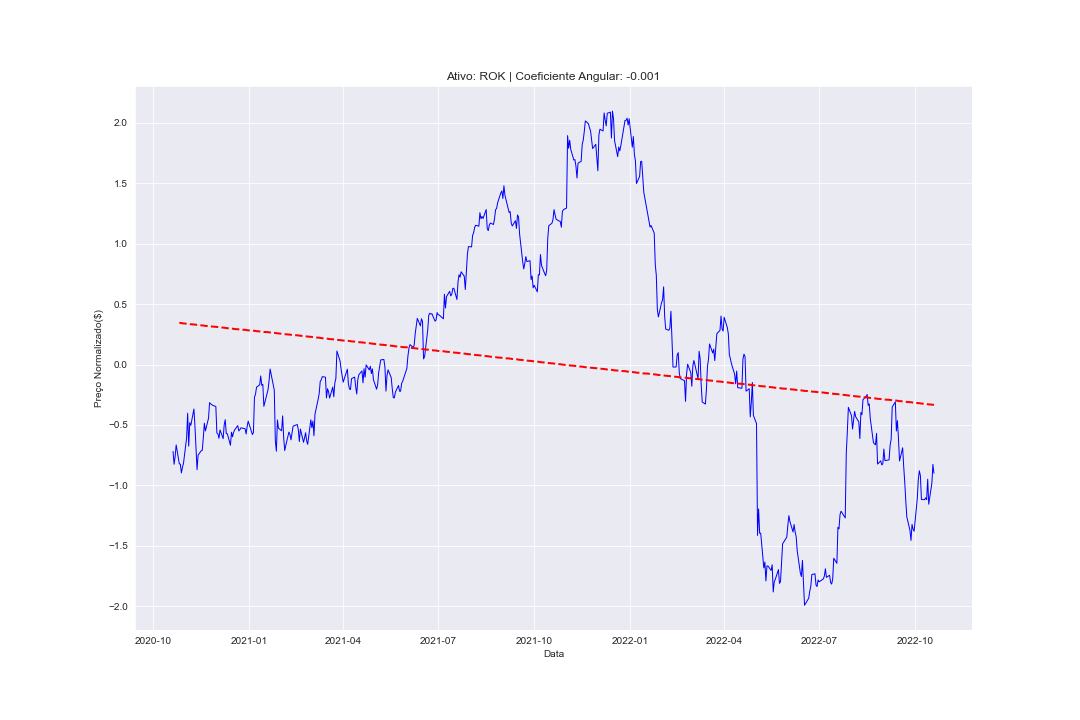 Ativo: ROK | Coeficiente Angular: -0.001
Preço Normalizado($)
2.0
1.5
1.0
0.5
0.0
−0.5
−1.0
−1.5
−2.0
2020-10 2021-01 2021-04 2021-07 2021-10 2022-01 2022-04 2022-07 2022-10
Data